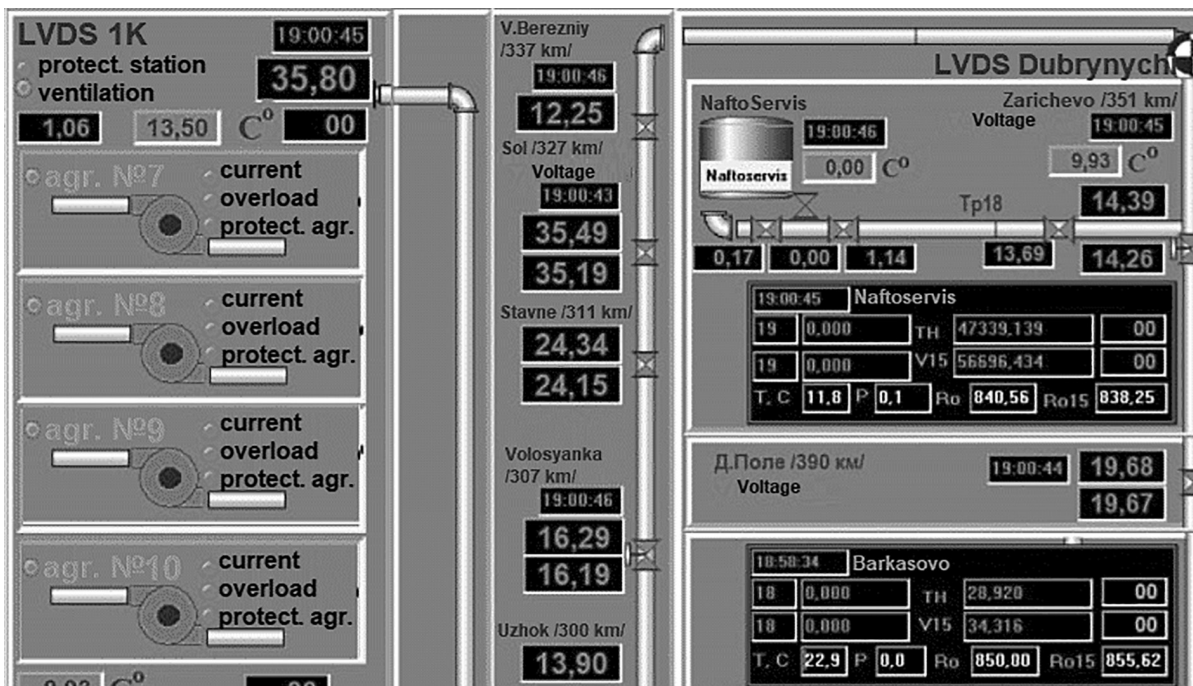 LVDS 1K
19:00:45
protect. station
ventilation
35,80
1,06
13,50
C⁰
00
agr. №7
current
overload
protect. agr.
agr. №8
current
overload
protect. agr.
agr. №9
current
overload
protect. agr.
agr. №10
current
overload
protect. agr.
C⁰
V.Berezniy
/337 km/
19:00:46
12,25
Sol /327 km/
Voltage
19:00:43
35,49
35,19
Stavne /311 km/
24,34
24,15
Volosyanka
/307 km/
19:00:46
16,29
16,19
Uzhok /300 km/
13,90
LVDS Dubrynych
NaftoServis
19:00:46
Naftoservis
0,00 C⁰
Zarichevo /351 km/
Voltage
19:00:45
9,93 C⁰
Tp18
14,39
0,17
0,00
1,14
13,69
14,26
19:00:45 Naftoservis
19 0,000 TH 47339,139 00
19 0,000 V15 56696,434 00
T, C 11,8 P 0,1 Ro 840,56 Ro15 838,25
Д.Поле /390 км/
Voltage
19:00:44
19,68
19,67
18:58:34 Barkasovo
18 0,000 TH 28,920 00
18 0,000 V15 34,316 00
T, C 22,9 P 0,0 Ro 850,00 Ro15 855,62